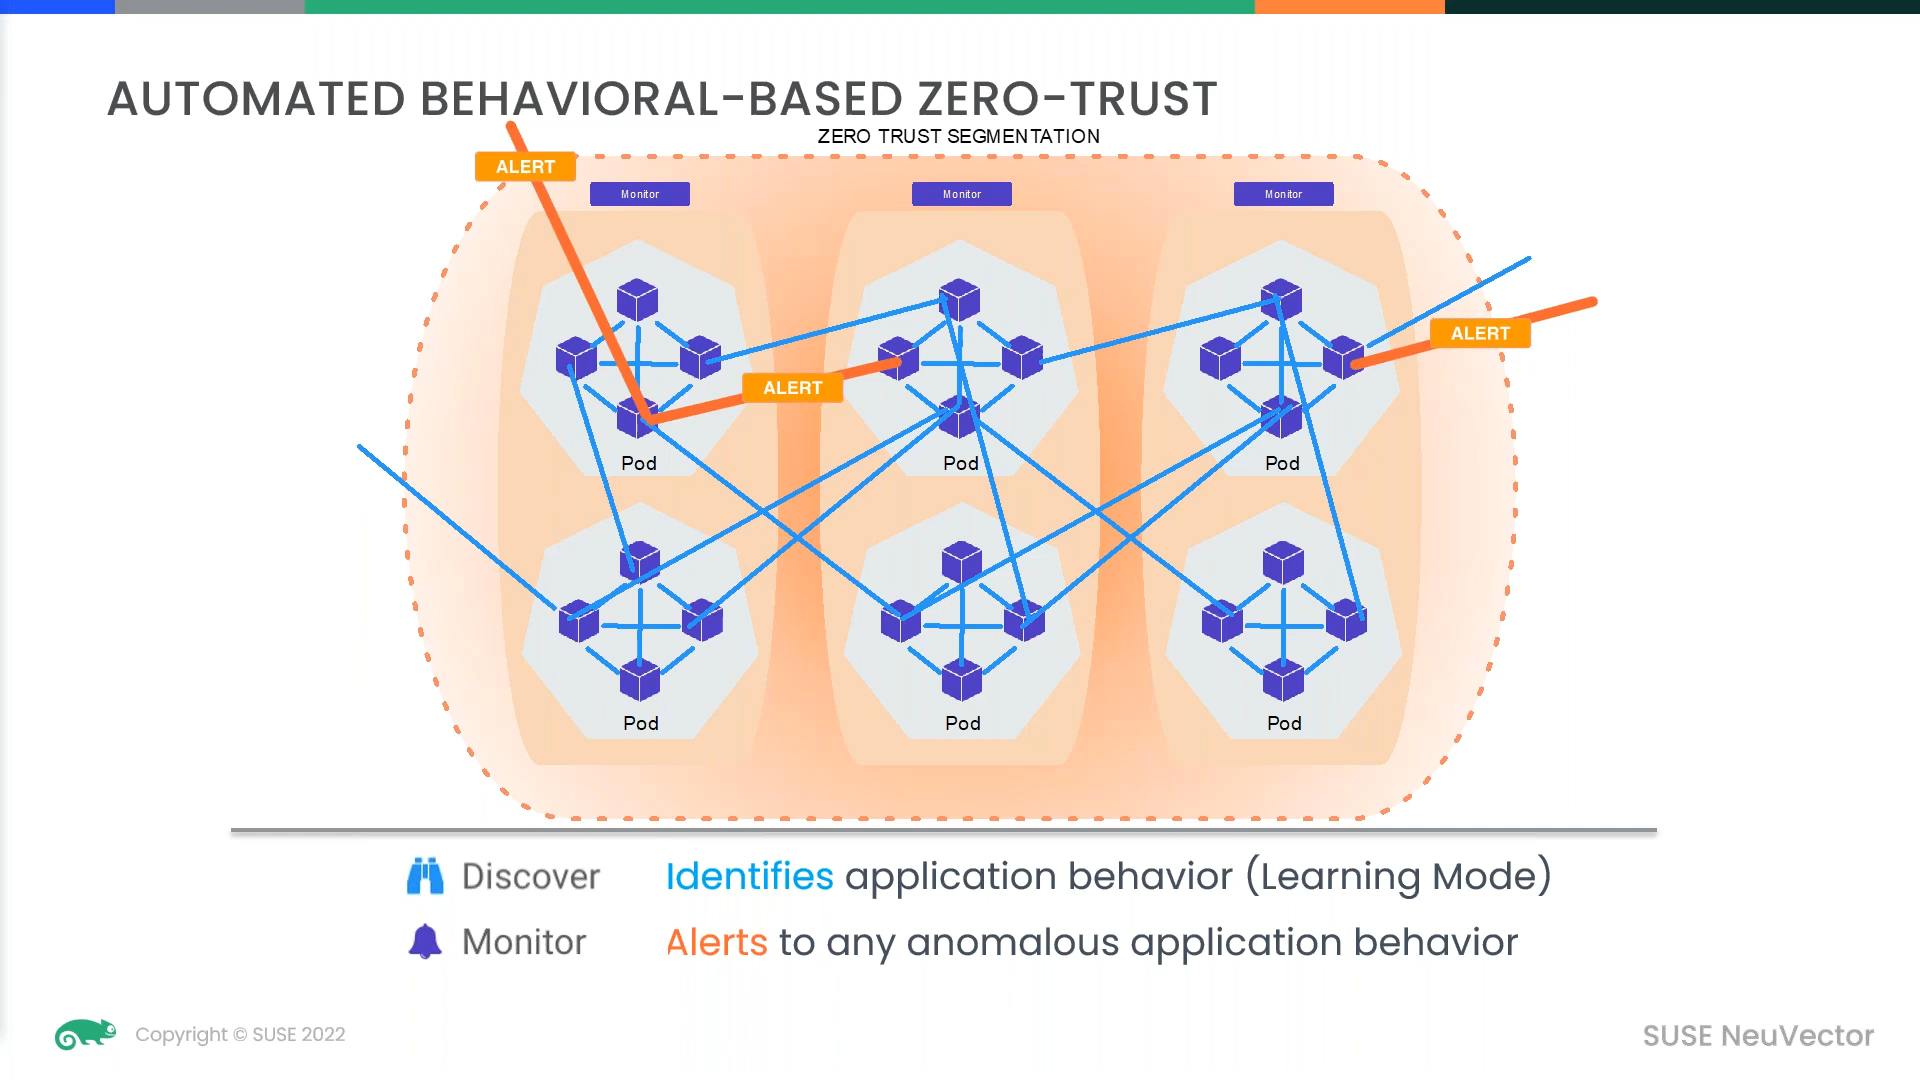 AUTOMATED BEHAVIORAL-BASED ZERO-TRUST
ZERO TRUST SEGMENTATION
ALERT
Monitor
Monitor
Monitor
ALERT
ALERT
Pod
Pod
Pod
Pod
Pod
Pod
Discover
Identifies application behavior (Learning Mode)
Monitor
Alerts to any anomalous application behavior
Copyright © SUSE 2022
SUSE NeuVector